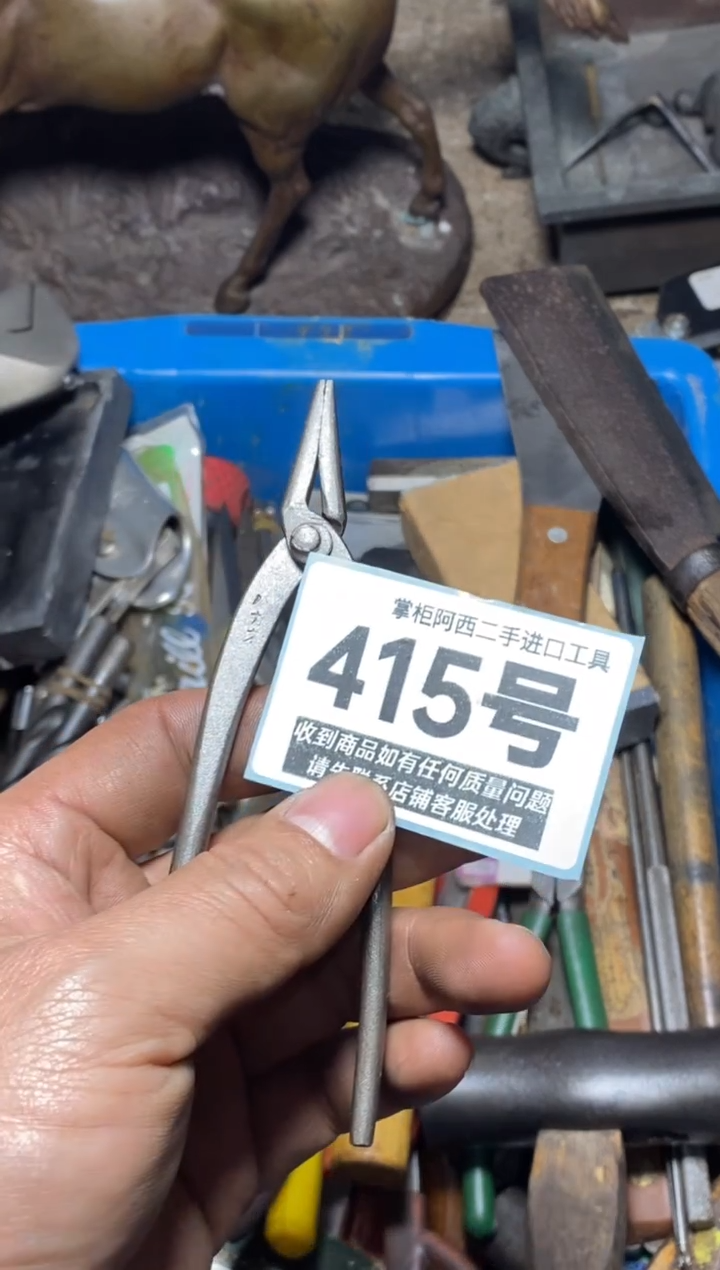 掌柜阿西二手进口工具
415号
收到商品如有任何质量问题
请先联系店铺客服处理